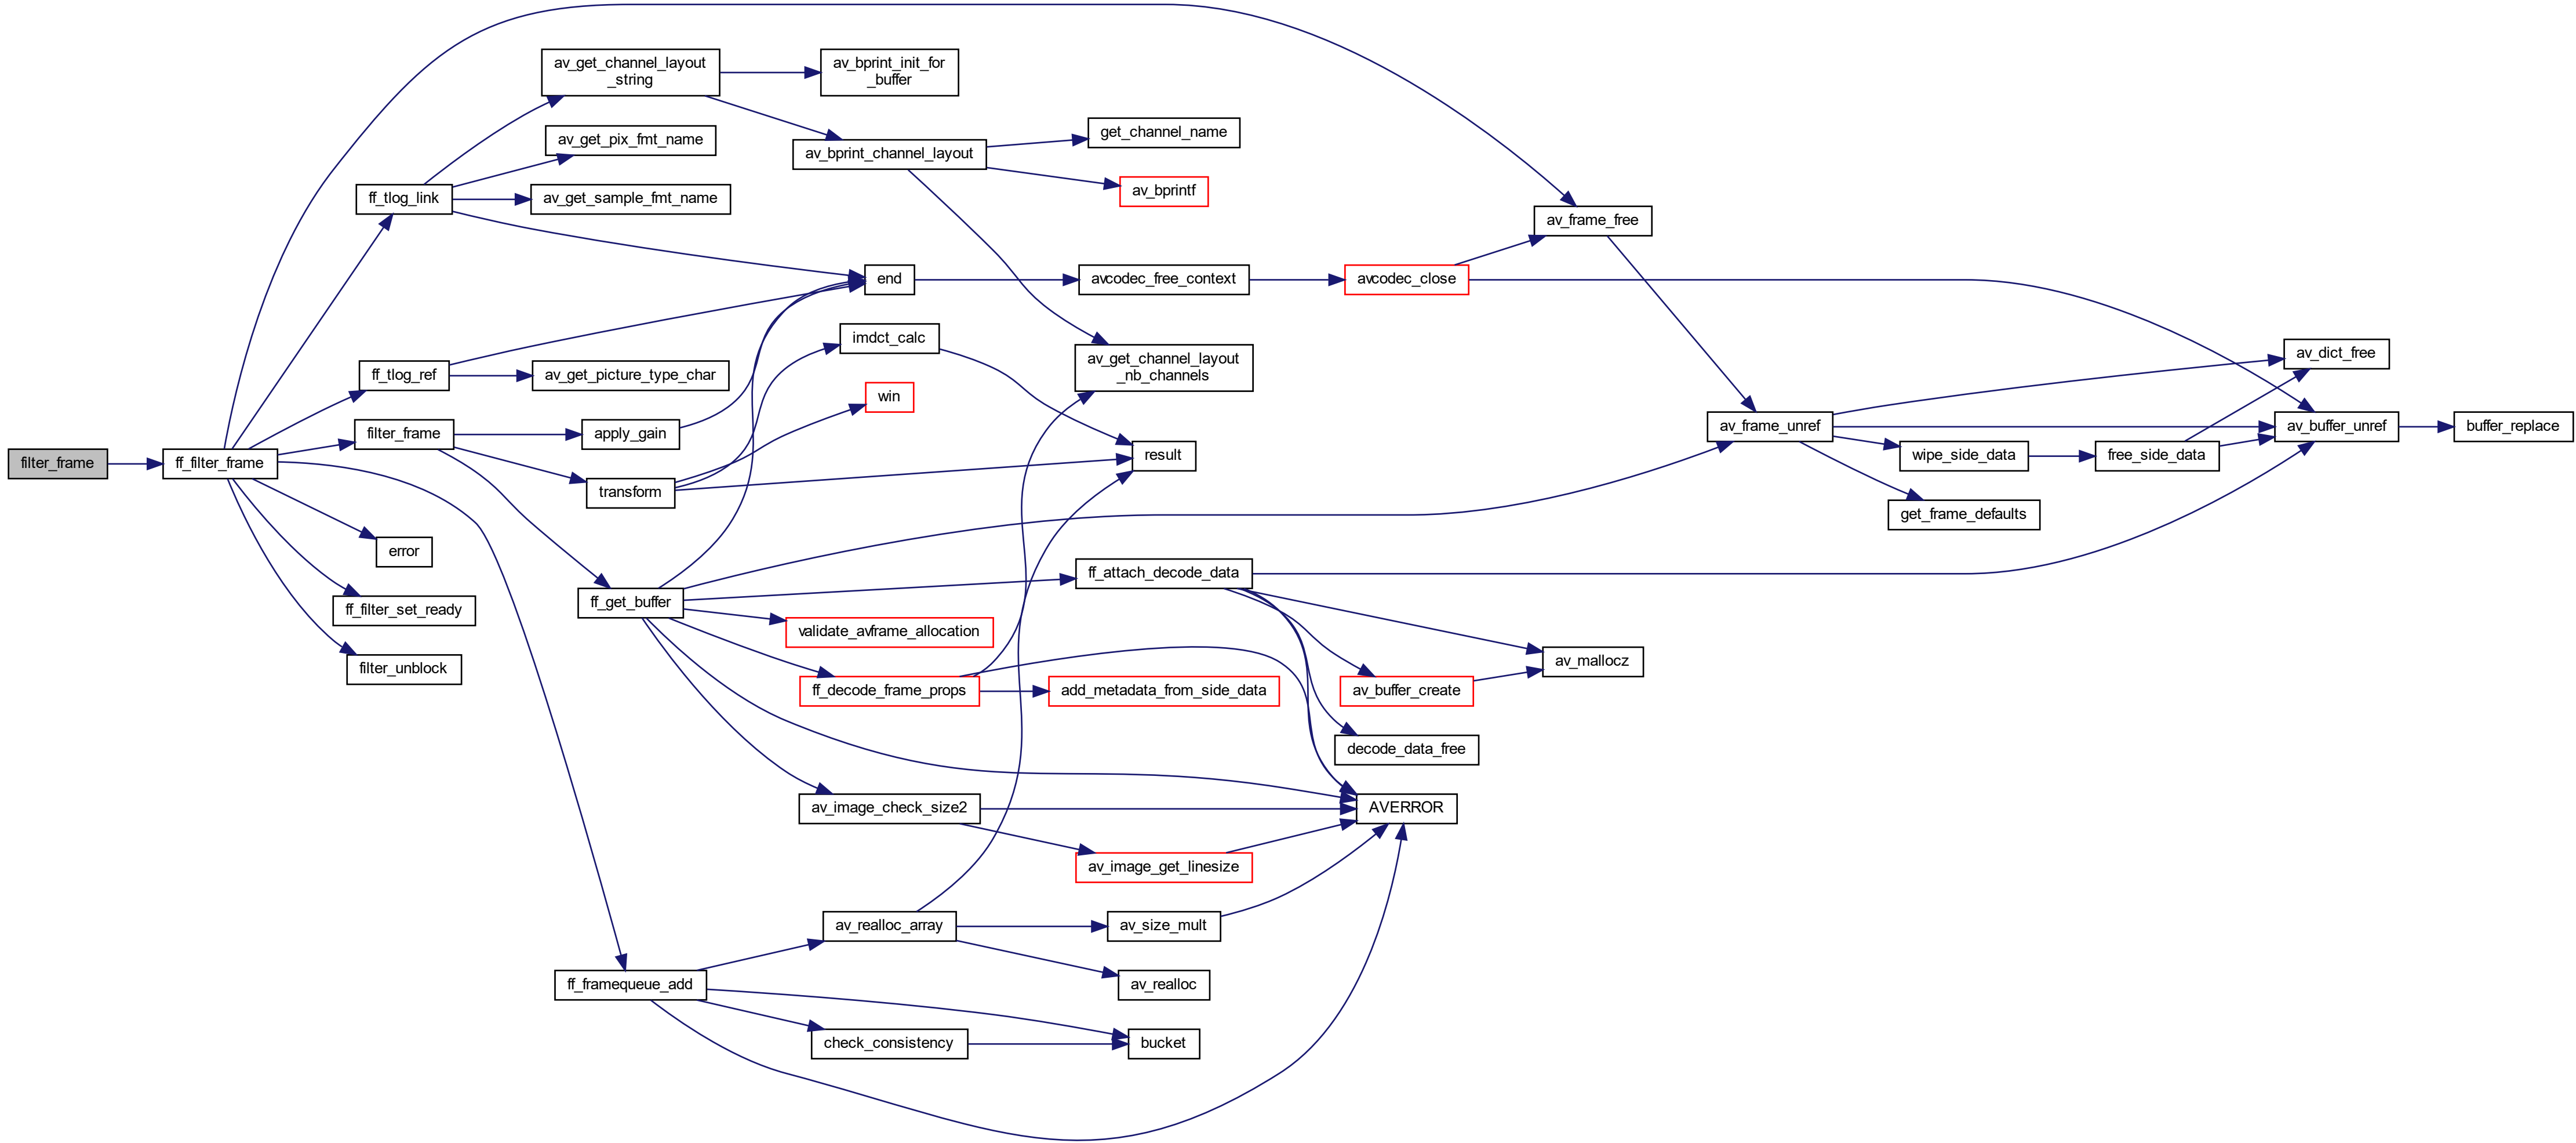 av_get_channel_layout
_string
av_bprint_init_for
_buffer
get_channel_name
av_get_pix_fmt_name
av_bprint_channel_layout
av_bprintf
ff_tlog_link
av_get_sample_fmt_name
av_frame_free
end
avcodec_free_context
avcodec_close
imdct_calc
av_get_channel_layout
_nb_channels
av_dict_free
ff_tlog_ref
av_get_picture_type_char
win
filter_frame
apply_gain
av_frame_unref
av_buffer_unref
buffer_replace
filter_frame
ff_filter_frame
result
wipe_side_data
free_side_data
transform
get_frame_defaults
error
ff_attach_decode_data
ff_filter_set_ready
ff_get_buffer
validate_avframe_allocation
filter_unblock
av_mallocz
ff_decode_frame_props
add_metadata_from_side_data
av_buffer_create
decode_data_free
av_image_check_size2
AVERROR
av_image_get_linesize
av_realloc_array
av_size_mult
ff_framequeue_add
av_realloc
check_consistency
bucket